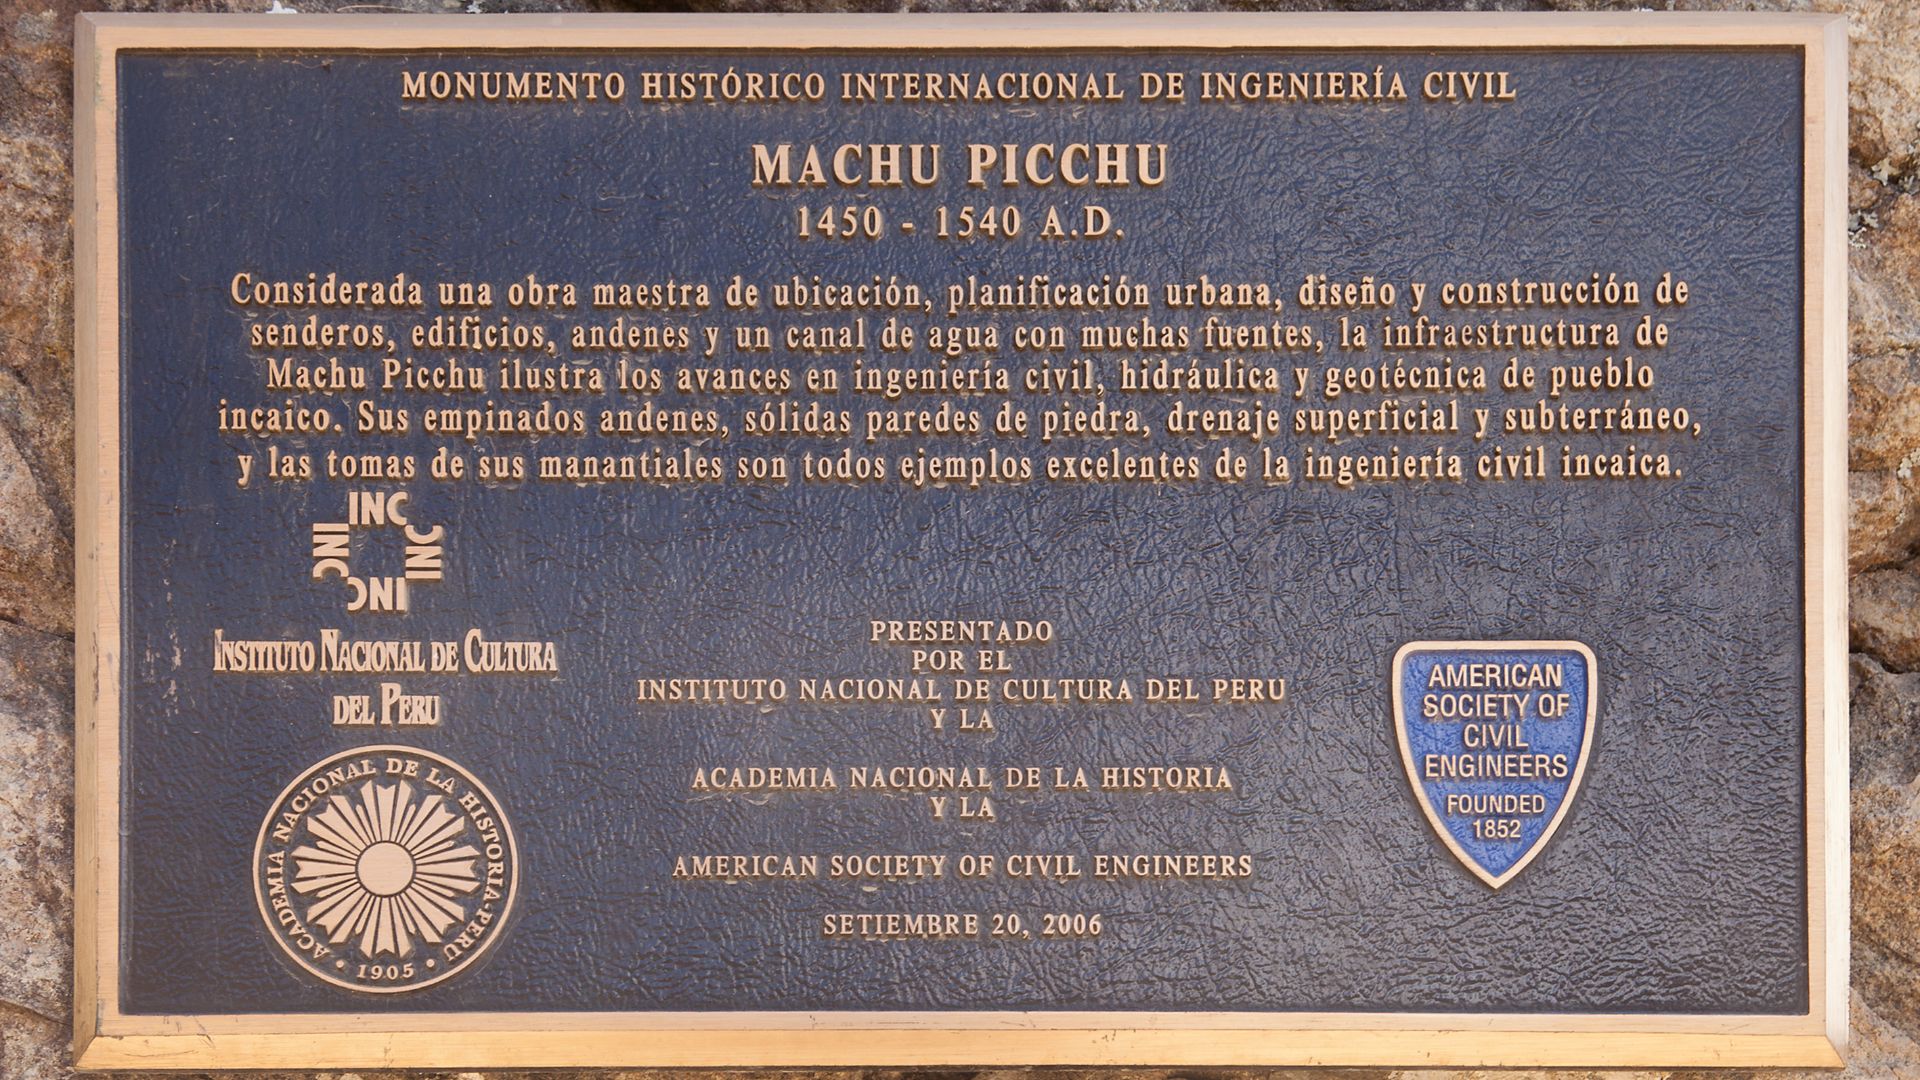 MONUMENTO HISTÓRICO INTERNACIONAL DE INGENIERÍA CIVIL
MACHU PICCHU
1450 - 1540 A.D.
Considerada una obra maestra de ubicación, planificación urbana, diseño y construcción de
senderos, edificios, andenes y un canal de agua con muchas fuentes, la infraestructura de
Machu Picchu ilustra los avances en ingeniería civil, hidráulica y geotécnica de pueblo
incaico. Sus empinados andenes, sólidas paredes de piedra, drenaje superficial y subterráneo,
y las tomas de sus manantiales son todos ejemplos excelentes de la ingeniería civil incaica.
INC
INC
INC
INC
INSTITUTO NACIONAL DE CULTURA
DEL PERU
ACADEMIA NACIONAL DE LA HISTORIA-PERU
• 1905 •
PRESENTADO
POR EL
INSTITUTO NACIONAL DE CULTURA DEL PERU
Y LA
ACADEMIA NACIONAL DE LA HISTORIA
Y LA
AMERICAN SOCIETY OF CIVIL ENGINEERS
SETIEMBRE 20, 2006
AMERICAN
SOCIETY OF
CIVIL
ENGINEERS
FOUNDED
1852